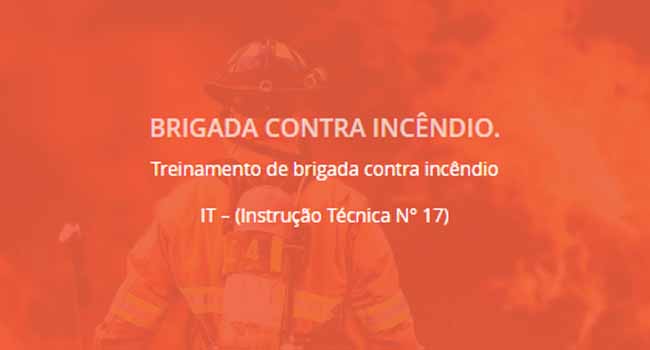 BRIGADA CONTRA INCÊNDIO.
Treinamento de brigada contra incêndio
IT – (Instrução Técnica N° 17)